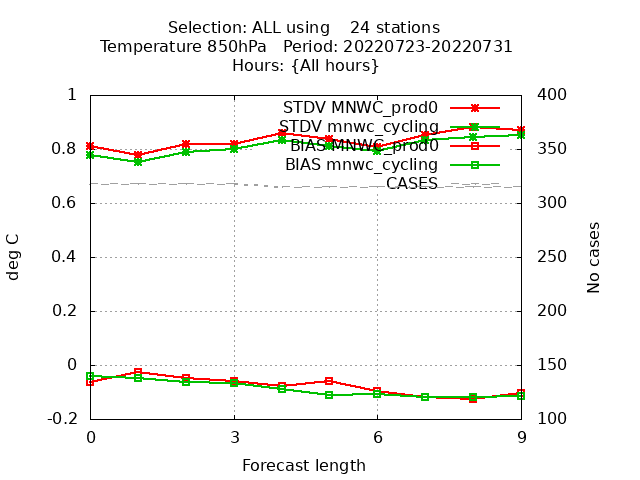 Selection: ALL using    24 stations
Temperature 850hPa   Period: 20220723-20220731
Hours: {All hours}
STDV MNWC_prod0
STDV mnwc_cycling
BIAS MNWC_prod0
BIAS mnwc_cycling
CASES
1
0.8
0.6
0.4
0.2
0
-0.2
400
350
300
250
200
150
100
deg C
No cases
0
3
6
9
Forecast length